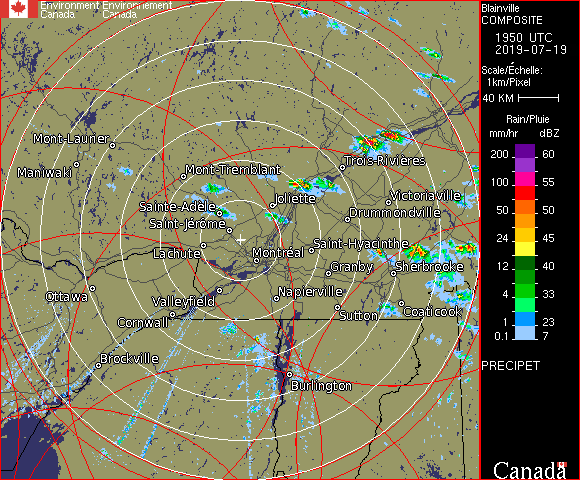 Environment Environnement
Canada Canada
Blainville
COMPOSITE
1950 UTC
2019-07-19
Scale/Échelle:
1km/Pixel
40 KM
Rain/Pluie
mm/hr dBZ
200 60
100 55
50 50
24 45
12 40
4 33
1 23
0.1 7
PRECIPET
Mont-Laurier
Maniwaki
Mont-Tremblant
Trois-Rivières
Sainte-Adèle
Joliette
Victoriaville
Saint-Jérôme
Drummondville
Lachute
Montréal
Saint-Hyacinthe
Granby
Sherbrooke
Ottawa
Valleyfield
Napierville
Cornwall
Sutton
Coaticook
Brockville
Burlington
Canada